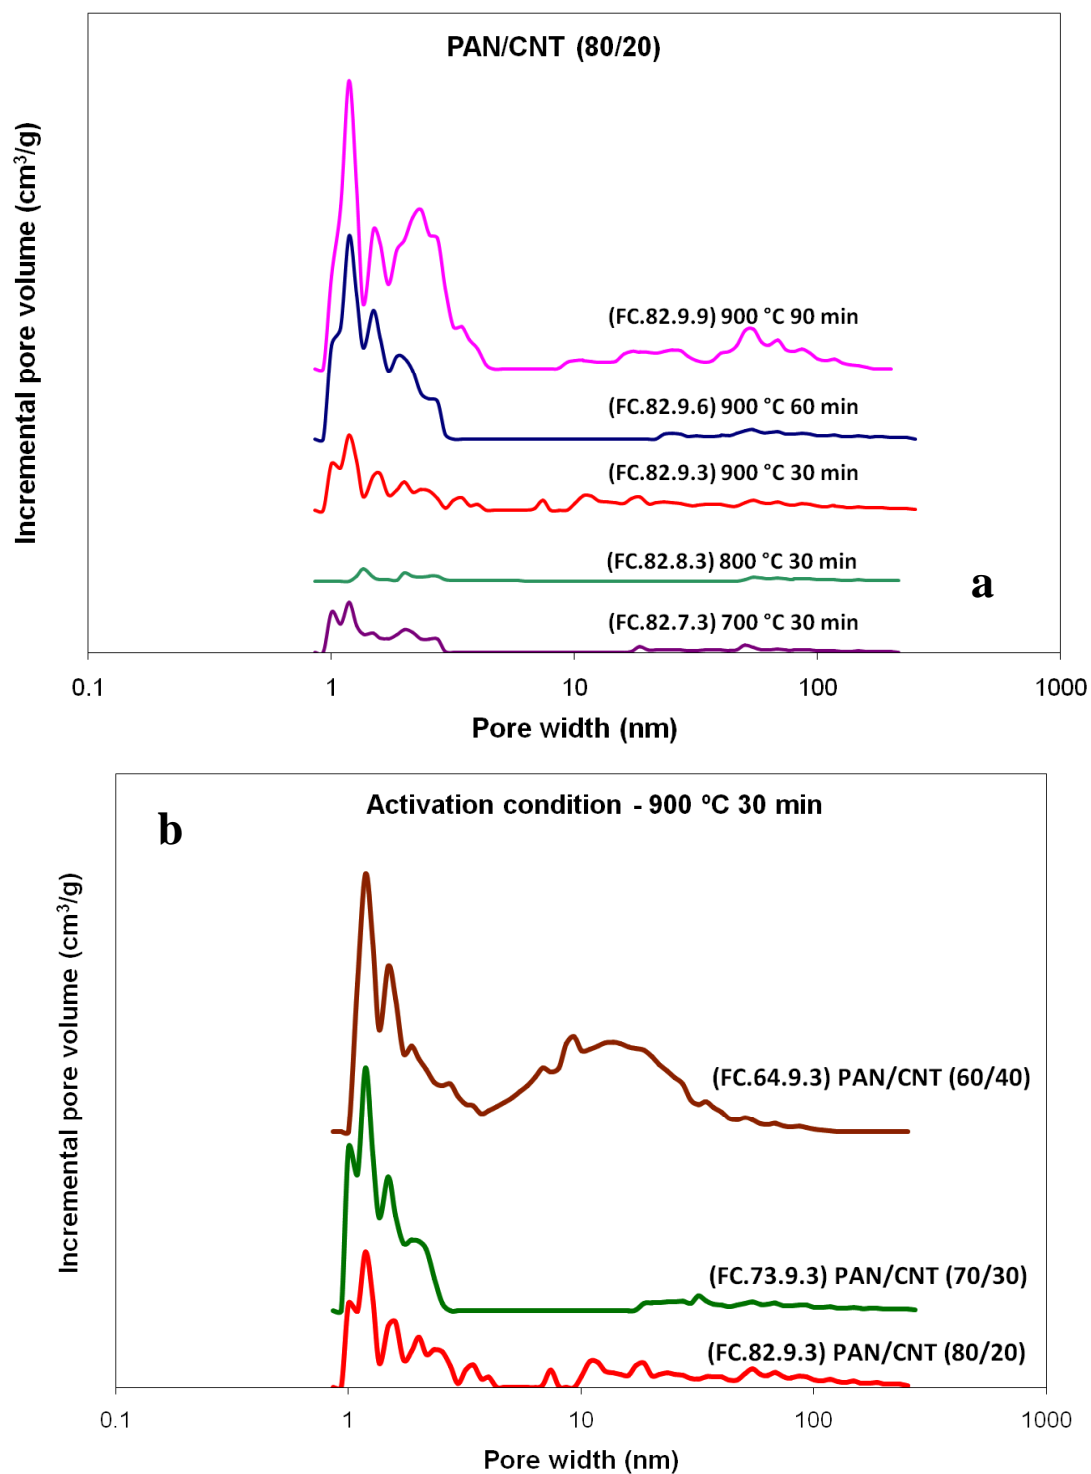 PAN/CNT (80/20)
Incremental pore volume (cm³/g)
(FC.82.9.9) 900 °C 90 min
(FC.82.9.6) 900 °C 60 min
(FC.82.9.3) 900 °C 30 min
(FC.82.8.3) 800 °C 30 min
a
(FC.82.7.3) 700 °C 30 min
0.1 1 10 100 1000
Pore width (nm)
Activation condition - 900 ºC 30 min
b
Incremental pore volume (cm³/g)
(FC.64.9.3) PAN/CNT (60/40)
(FC.73.9.3) PAN/CNT (70/30)
(FC.82.9.3) PAN/CNT (80/20)
0.1 1 10 100 1000
Pore width (nm)